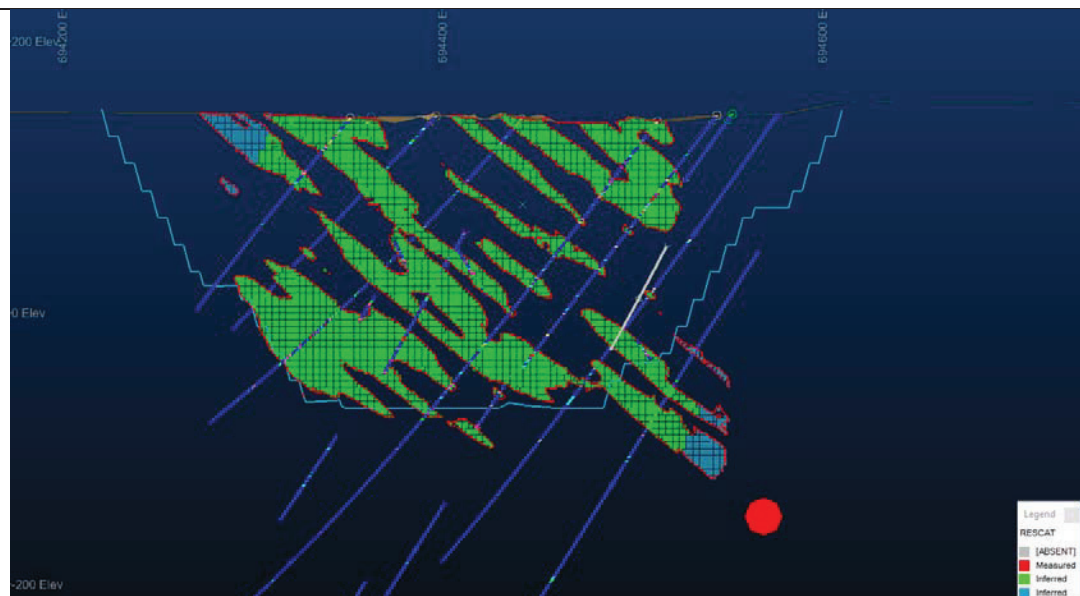 200 Elev
694200 E
694400 E
694600 E
0 Elev
-200 Elev
Legend
RESCAT
[ABSENT]
Measured
Inferred
Inferred